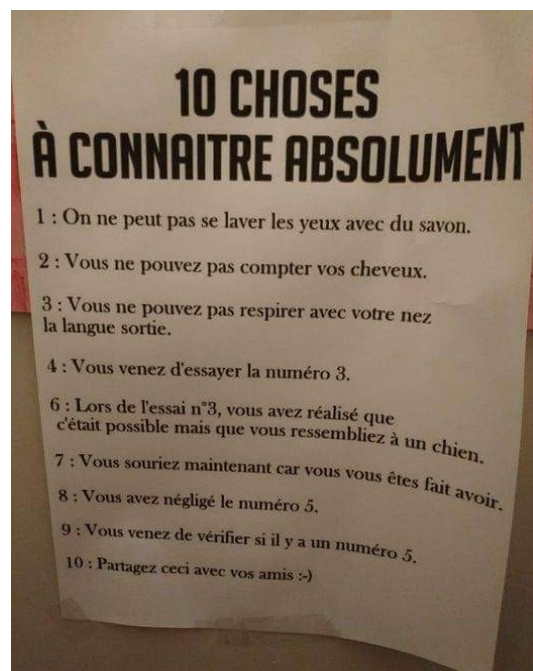 10 CHOSES
À CONNAITRE ABSOLUMENT
1 : On ne peut pas se laver les yeux avec du savon.
2 : Vous ne pouvez pas compter vos cheveux.
3 : Vous ne pouvez pas respirer avec votre nez
la langue sortie.
4 : Vous venez d'essayer la numéro 3.
6 : Lors de l'essai n°3, vous avez réalisé que
c'était possible mais que vous ressembliez à un chien.
7 : Vous souriez maintenant car vous vous êtes fait avoir.
8 : Vous avez négligé le numéro 5.
9 : Vous venez de vérifier si il y a un numéro 5.
10 : Partagez ceci avec vos amis :-)